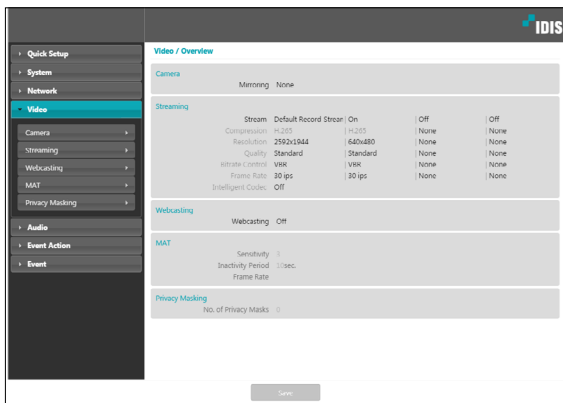 IDIS
Quick Setup
System
Network
Video
Camera
Streaming
Webcasting
MAT
Privacy Masking
Audio
Event Action
Event
Video / Overview
Camera
Mirroring None
Streaming
Stream Default Record Strear | On | Off | Off
Compression H.265 | H.265 | None | None
Resolution 2592x1944 | 640x480 | None | None
Quality Standard | Standard | None | None
Bitrate Control VBR | VBR | None | None
Frame Rate 30 ips | 30 ips | None | None
Intelligent Codec Off
Webcasting
Webcasting Off
MAT
Sensitivity
Inactivity Period 10sec.
Frame Rate
Privacy Masking
No. of Privacy Masks
Save